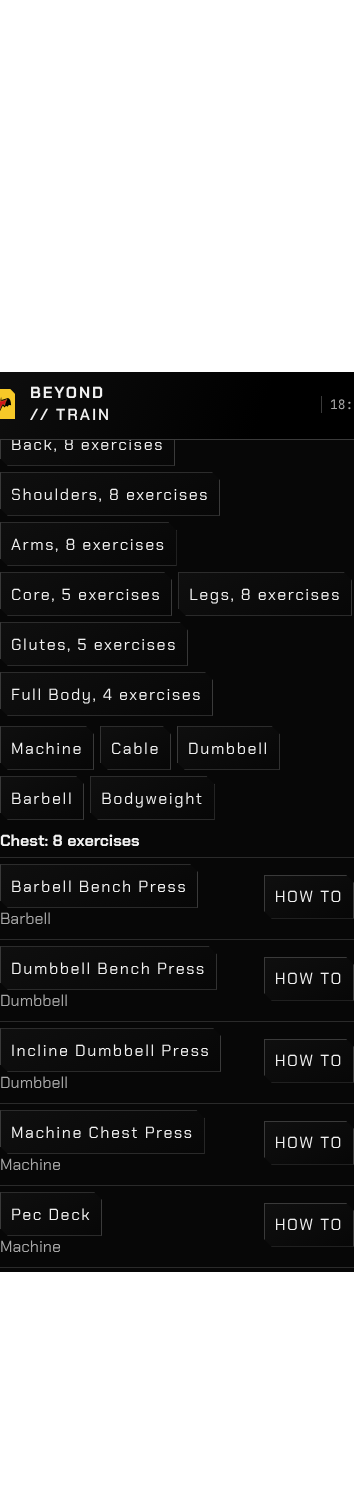 BEYOND
// TRAIN
18:
Back, 8 exercises
Shoulders, 8 exercises
Arms, 8 exercises
Core, 5 exercises Legs, 8 exercises
Glutes, 5 exercises
Full Body, 4 exercises
Machine Cable Dumbbell
Barbell Bodyweight
Chest: 8 exercises
Barbell Bench Press HOW TO
Barbell
Dumbbell Bench Press HOW TO
Dumbbell
Incline Dumbbell Press HOW TO
Dumbbell
Machine Chest Press HOW TO
Machine
Pec Deck HOW TO
Machine